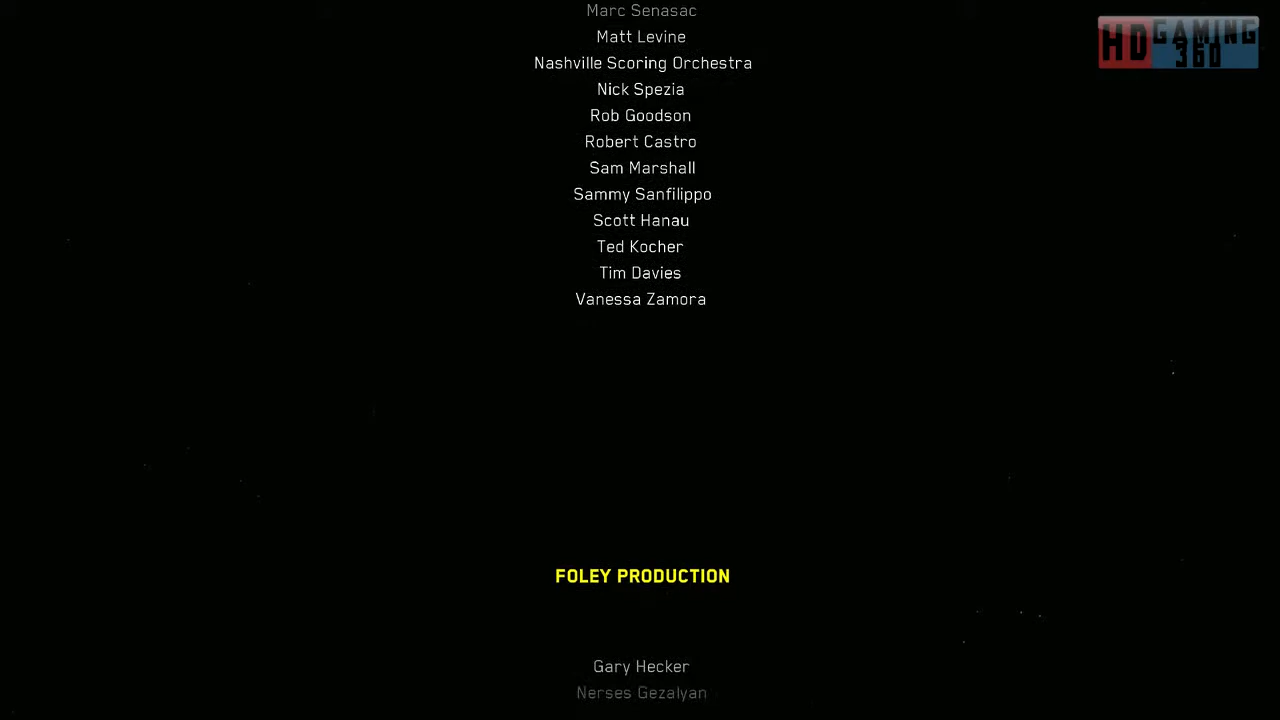 Marc Senasac
Matt Levine
Nashville Scoring Orchestra
Nick Spezia
Rob Goodson
Robert Castro
Sam Marshall
Sammy Sanfilippo
Scott Hanau
Ted Kocher
Tim Davies
Vanessa Zamora
FOLEY PRODUCTION
Gary Hecker
Nerses Gezalyan
HD GAMING
360